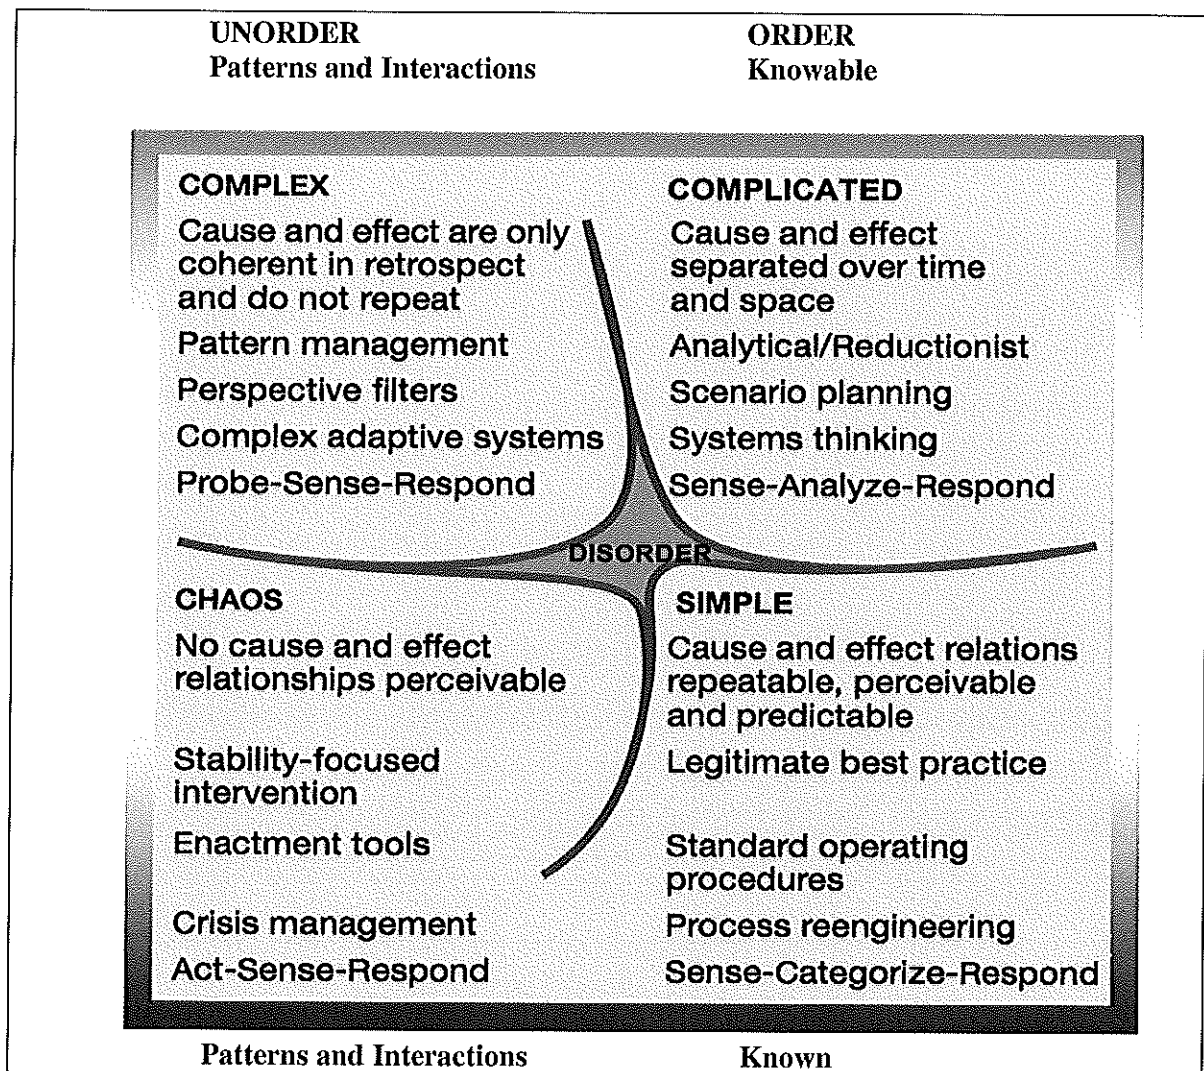 UNORDER
Patterns and Interactions
ORDER
Knowable
COMPLEX
Cause and effect are only
coherent in retrospect
and do not repeat
Pattern management
Perspective filters
Complex adaptive systems
Probe-Sense-Respond
COMPLICATED
Cause and effect
separated over time
and space
Analytical/Reductionist
Scenario planning
Systems thinking
Sense-Analyze-Respond
DISORDER
CHAOS
No cause and effect
relationships perceivable
Stability-focused
intervention
Enactment tools
Crisis management
Act-Sense-Respond
SIMPLE
Cause and effect relations
repeatable, perceivable
and predictable
Legitimate best practice
Standard operating
procedures
Process reengineering
Sense-Categorize-Respond
Patterns and Interactions
Known